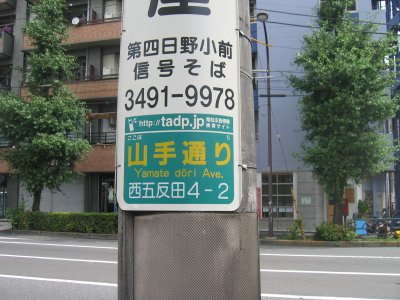 第四日野小前
信号そば
3491-9978
http://tadp.jp
ここは
山手通り
Yamate dōri Ave.
西五反田4-2